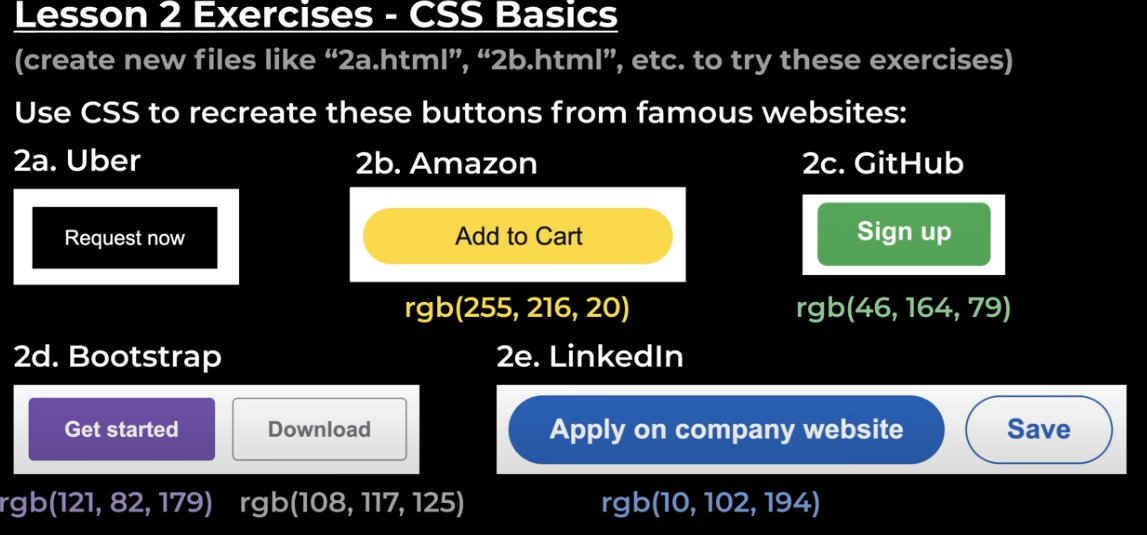 Lesson 2 Exercises - CSS Basics
(create new files like “2a.html”, “2b.html”, etc. to try these exercises)
Use CSS to recreate these buttons from famous websites:
2a. Uber
2b. Amazon
2c. GitHub
Request now
Add to Cart
Sign up
rgb(255, 216, 20)
rgb(46, 164, 79)
2d. Bootstrap
2e. LinkedIn
Get started
Download
Apply on company website
Save
rgb(121, 82, 179)
rgb(108, 117, 125)
rgb(10, 102, 194)